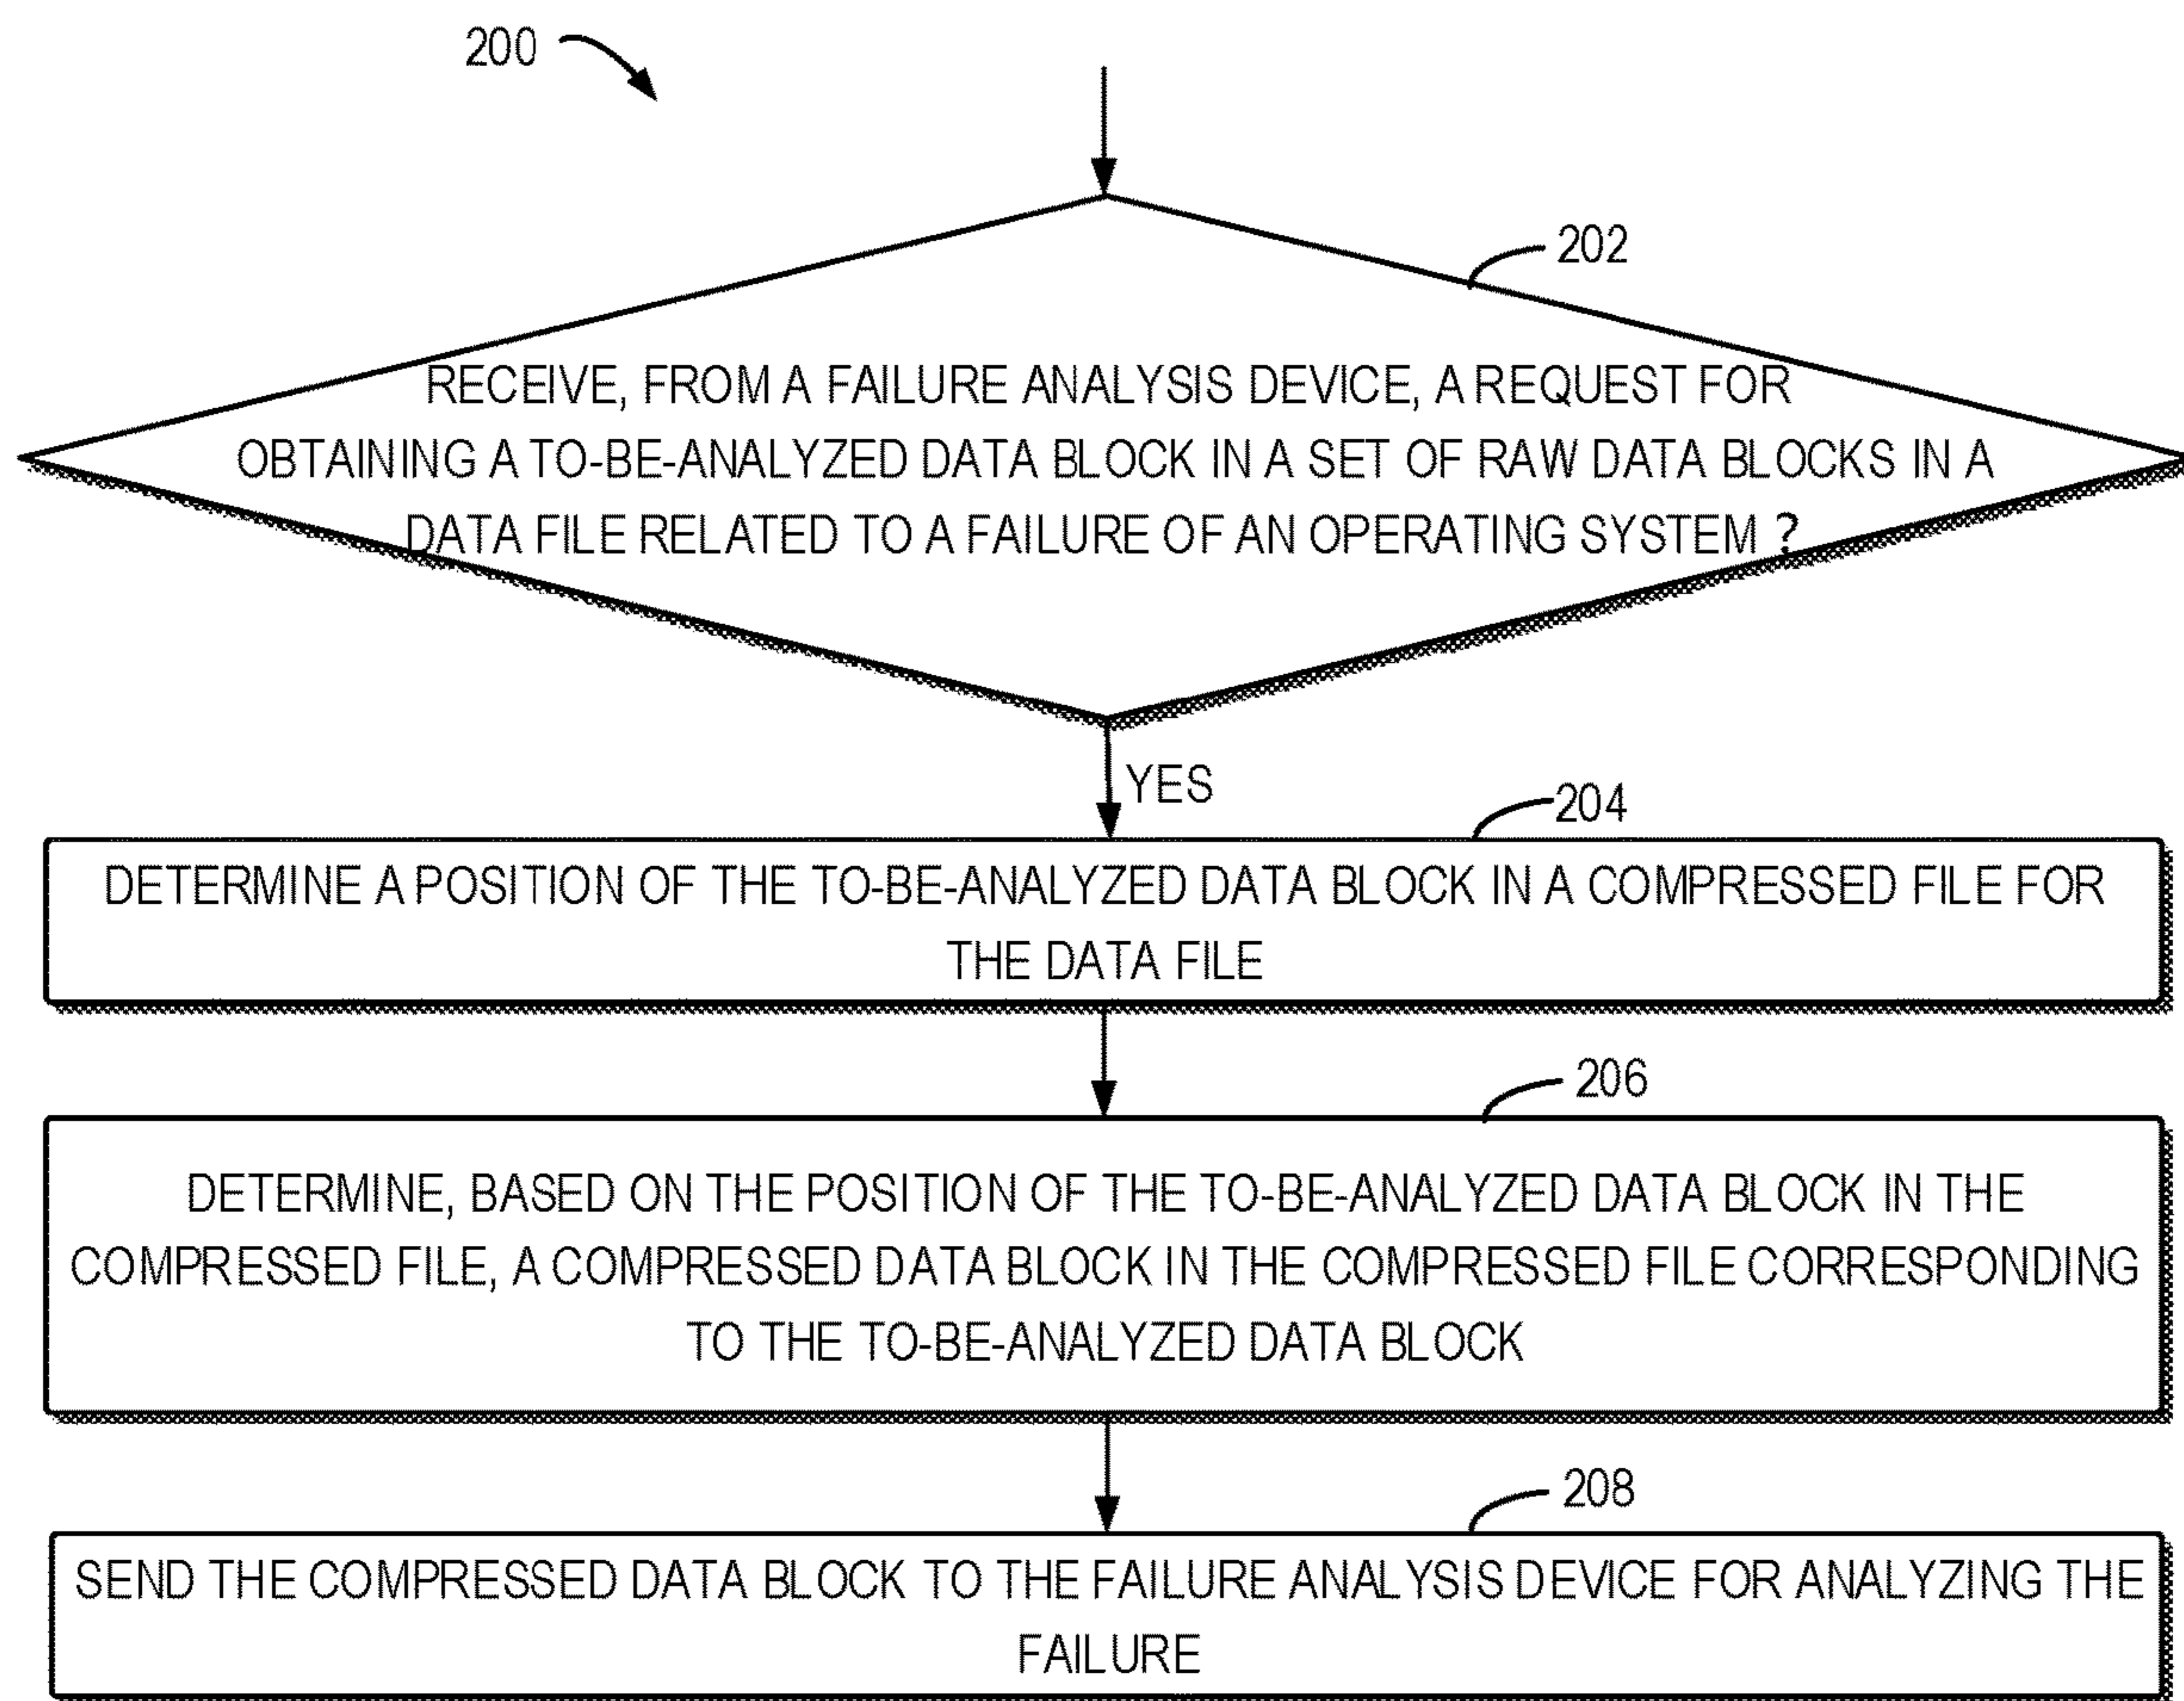 200
202
RECEIVE, FROM A FAILURE ANALYSIS DEVICE, A REQUEST FOR
OBTAINING A TO-BE-ANALYZED DATA BLOCK IN A SET OF RAW DATA BLOCKS IN A
DATA FILE RELATED TO A FAILURE OF AN OPERATING SYSTEM ?
YES
204
DETERMINE A POSITION OF THE TO-BE-ANALYZED DATA BLOCK IN A COMPRESSED FILE FOR
THE DATA FILE
206
DETERMINE, BASED ON THE POSITION OF THE TO-BE-ANALYZED DATA BLOCK IN THE
COMPRESSED FILE, A COMPRESSED DATA BLOCK IN THE COMPRESSED FILE CORRESPONDING
TO THE TO-BE-ANALYZED DATA BLOCK
208
SEND THE COMPRESSED DATA BLOCK TO THE FAILURE ANALYSIS DEVICE FOR ANALYZING THE
FAILURE